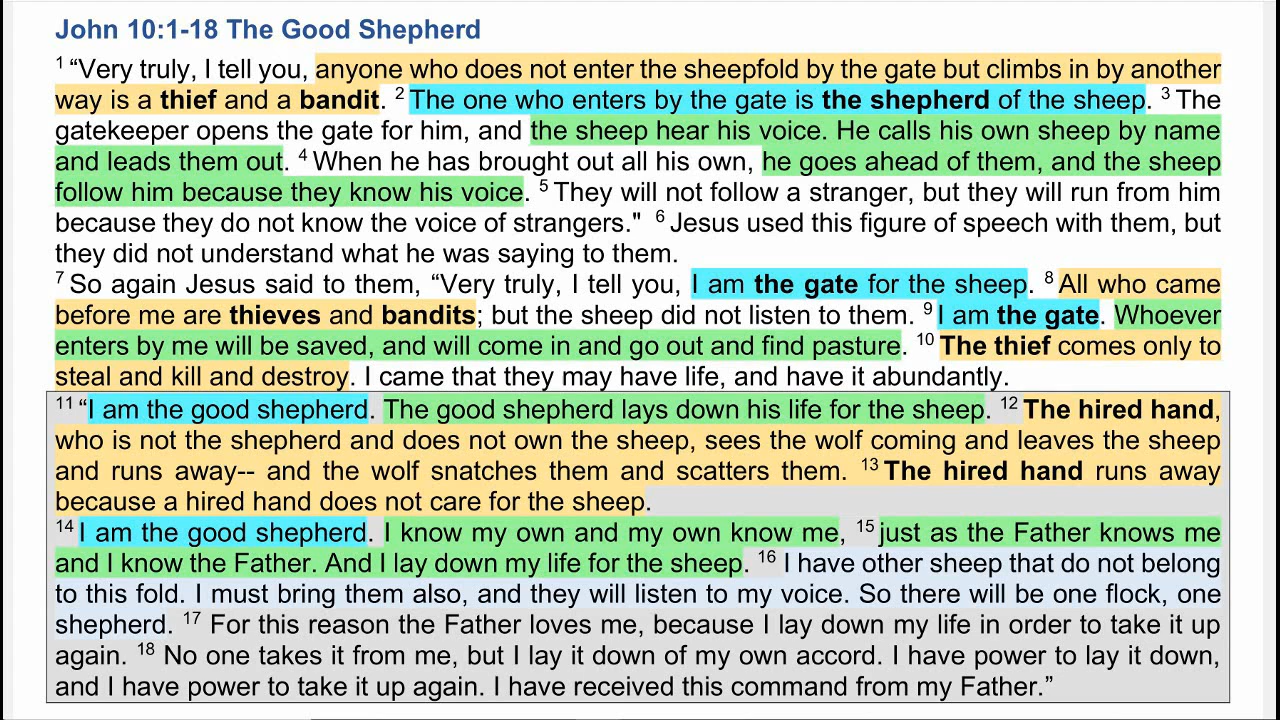 John 10:1-18 The Good Shepherd
1 “Very truly, I tell you, anyone who does not enter the sheepfold by the gate but climbs in by another
way is a thief and a bandit. 2 The one who enters by the gate is the shepherd of the sheep. 3 The
gatekeeper opens the gate for him, and the sheep hear his voice. He calls his own sheep by name
and leads them out. 4 When he has brought out all his own, he goes ahead of them, and the sheep
follow him because they know his voice. 5 They will not follow a stranger, but they will run from him
because they do not know the voice of strangers." 6 Jesus used this figure of speech with them, but
they did not understand what he was saying to them.
7 So again Jesus said to them, “Very truly, I tell you, I am the gate for the sheep. 8 All who came
before me are thieves and bandits; but the sheep did not listen to them. 9 I am the gate. Whoever
enters by me will be saved, and will come in and go out and find pasture. 10 The thief comes only to
steal and kill and destroy. I came that they may have life, and have it abundantly.
11 “I am the good shepherd. The good shepherd lays down his life for the sheep. 12 The hired hand,
who is not the shepherd and does not own the sheep, sees the wolf coming and leaves the sheep
and runs away-- and the wolf snatches them and scatters them. 13 The hired hand runs away
because a hired hand does not care for the sheep.
14 I am the good shepherd. I know my own and my own know me, 15 just as the Father knows me
and I know the Father. And I lay down my life for the sheep. 16 I have other sheep that do not belong
to this fold. I must bring them also, and they will listen to my voice. So there will be one flock, one
shepherd. 17 For this reason the Father loves me, because I lay down my life in order to take it up
again. 18 No one takes it from me, but I lay it down of my own accord. I have power to lay it down,
and I have power to take it up again. I have received this command from my Father.”